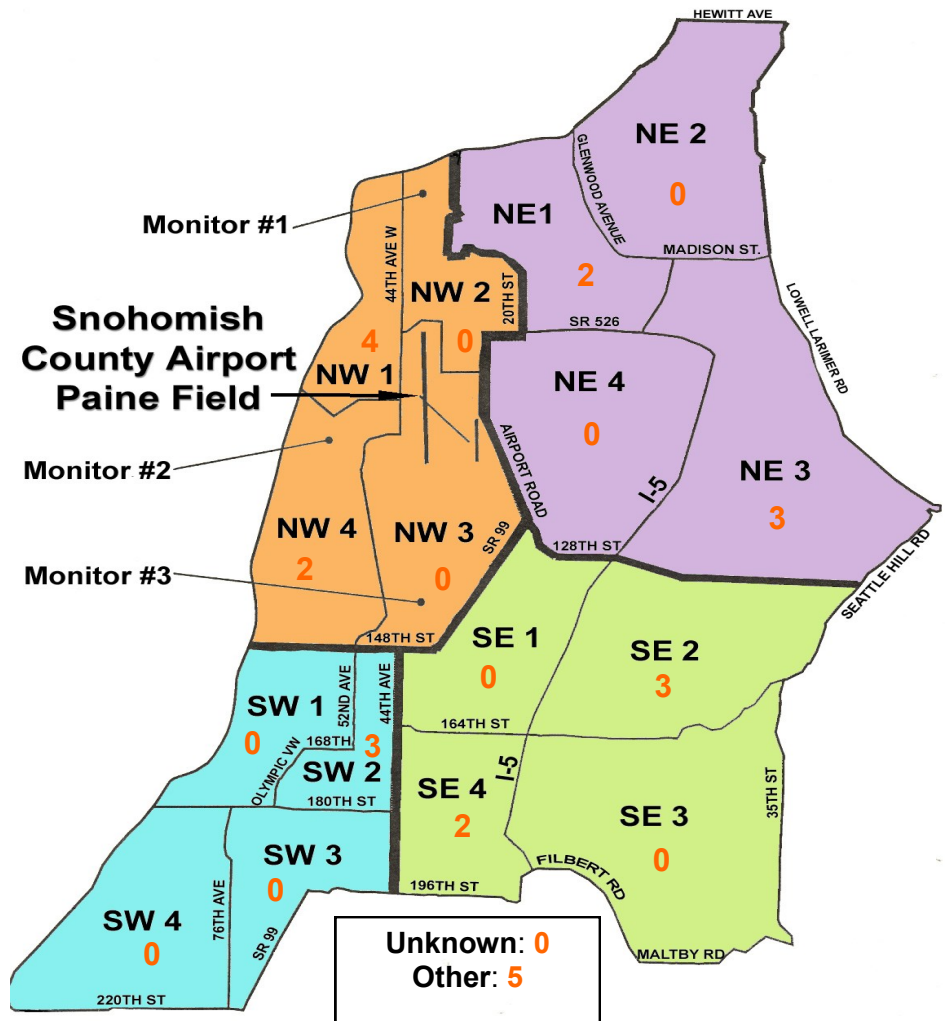 HEWITT AVE
NE 2
0
GLENWOOD AVENUE
MADISON ST.
NE1
2
SR 526
20TH ST
Monitor #1
44TH AVE W
NW 2
0
Snohomish
County Airport
Paine Field
4
NW 1
LOWELL LARIMER RD
NE 4
0
AIRPORT ROAD
I-5
NE 3
3
128TH ST
SEATTLE HILL RD
Monitor #2
NW 4
2
NW 3
0
SR 99
Monitor #3
148TH ST
SE 1
0
SE 2
3
164TH ST
SW 1
0
52ND AVE
44TH AVE
168TH
3
OLYMPIC VW
SW 2
180TH ST
I-5
SE 4
2
196TH ST
SE 3
0
35TH ST
FILBERT RD
MALTBY RD
SW 3
0
76TH AVE
SR 99
SW 4
0
220TH ST
Unknown: 0
Other: 5